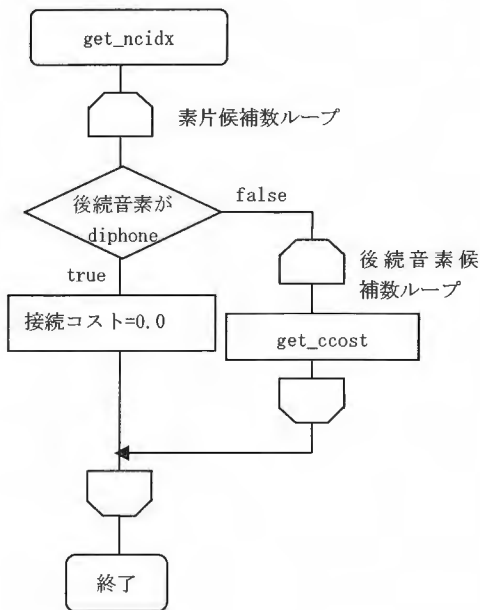 get_ncidx
素片候補数ループ
後続音素が
diphone
false
true
後続音素候
補数ループ
接続コスト=0.0
get_ccost
終了